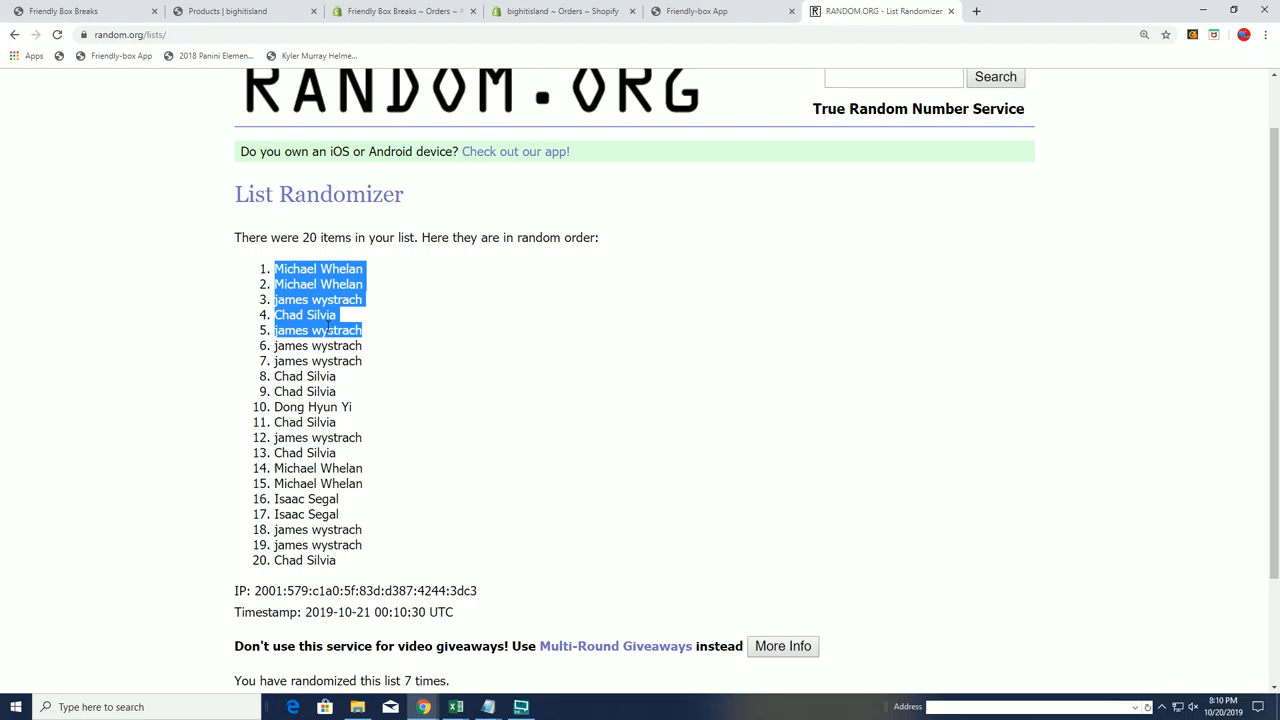 Friendly Box Breaks
Products | bighitisland
Friendly Box Breaks ~ Orders ~
bighitisland ~ Orders ~ Shopify
Friendly-box App
RANDOM.ORG - List Randomizer
random.org/lists/
Apps
Friendly-box App
2018 Panini Elemen...
Kyler Murray Helme...
RANDOM.ORG
Search
True Random Number Service
Do you own an iOS or Android device? Check out our app!
List Randomizer
There were 20 items in your list. Here they are in random order:
1. Michael Whelan
2. Michael Whelan
3. james wystrach
4. Chad Silvia
5. james wystrach
6. james wystrach
7. james wystrach
8. Chad Silvia
9. Chad Silvia
10. Dong Hyun Yi
11. Chad Silvia
12. james wystrach
13. Chad Silvia
14. Michael Whelan
15. Michael Whelan
16. Isaac Segal
17. Isaac Segal
18. james wystrach
19. james wystrach
20. Chad Silvia
IP: 2001:579:c1a0:5f:83d:d387:4244:3dc3
Timestamp: 2019-10-21 00:10:30 UTC
Don't use this service for video giveaways! Use Multi-Round Giveaways instead More Info
You have randomized this list 7 times.
Type here to search
Address
8:10 PM
10/20/2019